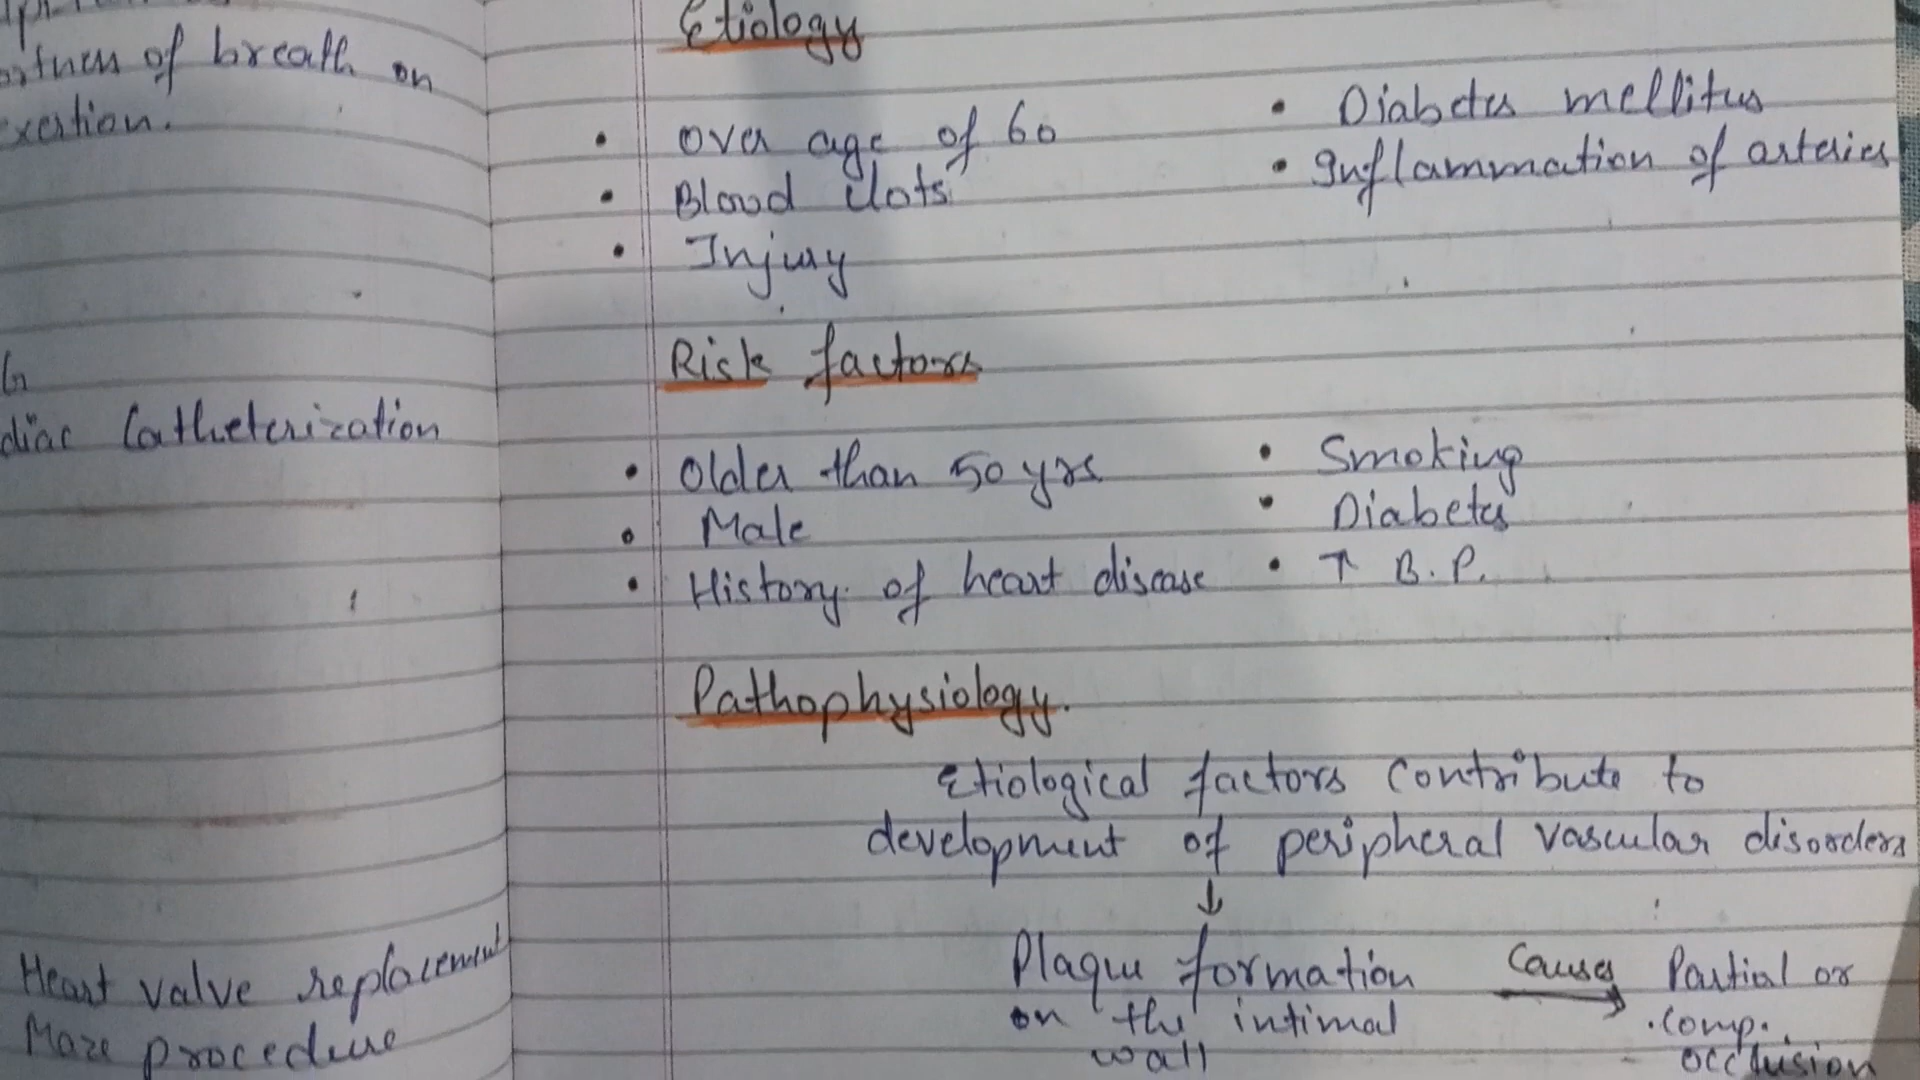 of breath on
diac Catheterization
Heart valve replacement
Maze procedure
Etiology
• Over age of 60
• Blood clots
• Injury
• Diabetes mellitus
• Inflammation of arteries
Risk factors
• Older than 50 yrs
• Male
• History of heart disease
• Smoking
• Diabetes
• ↑ B.P.
Pathophysiology.
Etiological factors contribute to
development of peripheral vascular disorders
↓
Plaque formation causes → Partial or
on the intimal comp.
wall occlusion